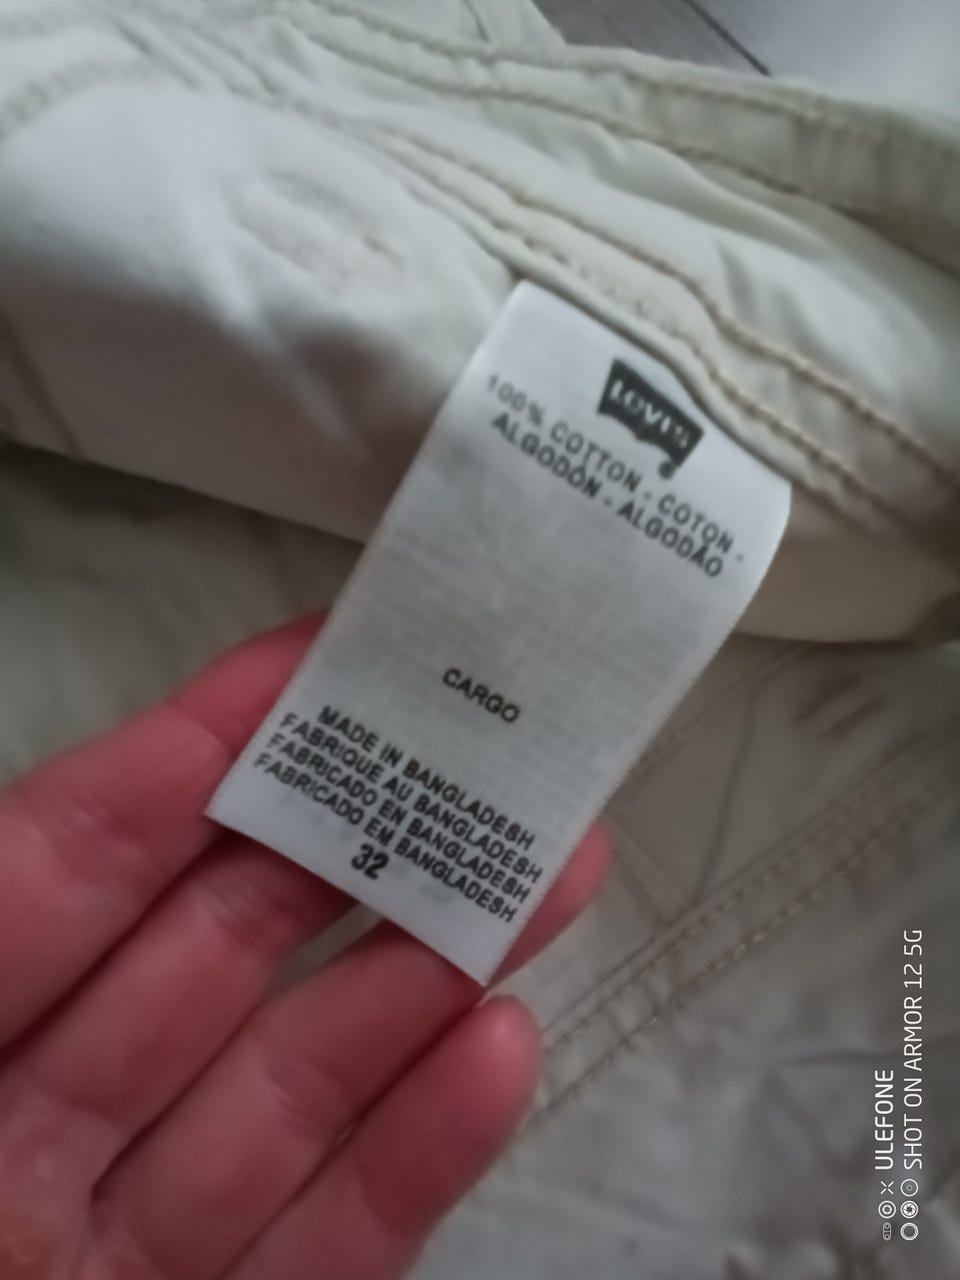 LEVI'S
®
100% COTTON - COTON -
ALGODÓN - ALGODÃO
CARGO
MADE IN BANGLADESH
FABRIQUE AU BANGLADESH
FABRICADO EN BANGLADESH
FABRICADO EM BANGLADESH
32
ULEFONE
SHOT ON ARMOR 12 5G